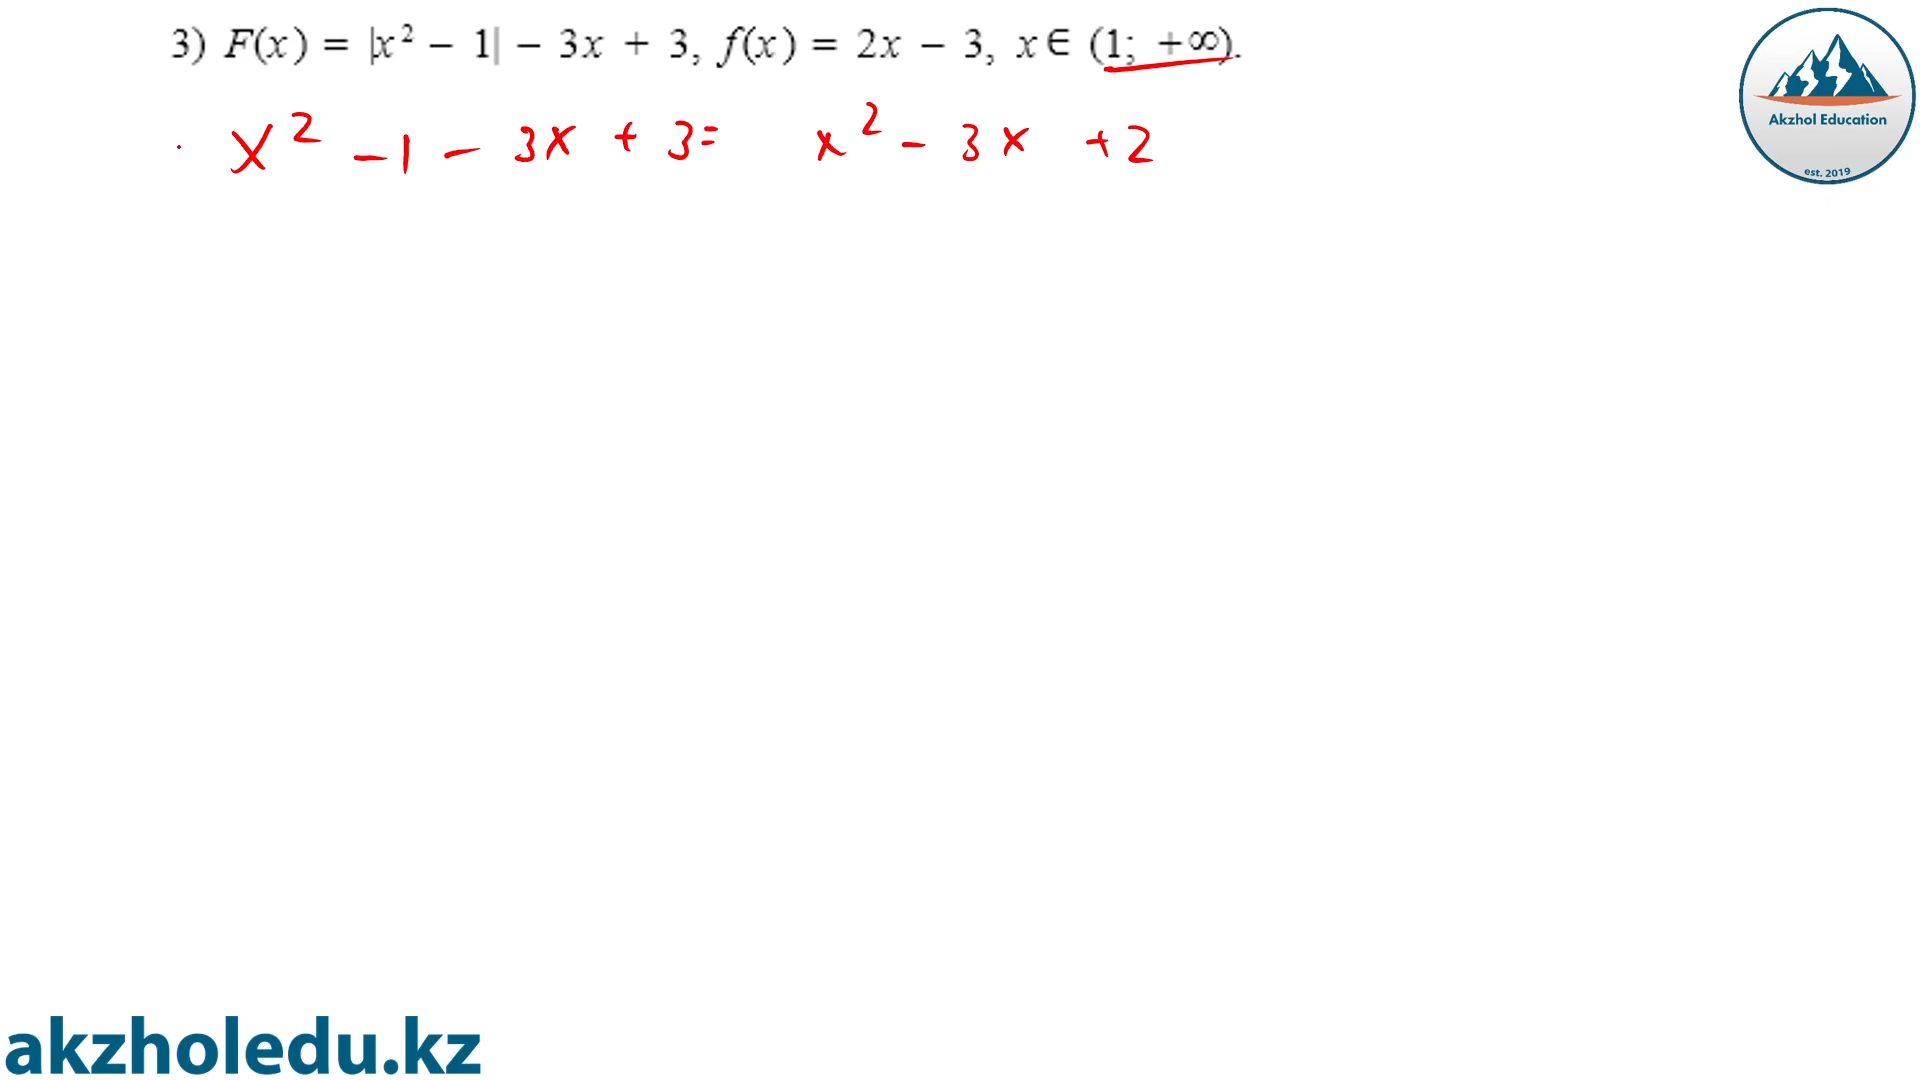 3) F(x) = |x² − 1| − 3x + 3, f(x) = 2x − 3, x ∈ (1; +∞).
x² − 1 − 3x + 3 = x² − 3x + 2
Akzhol Education
est. 2019
akzholedu.kz